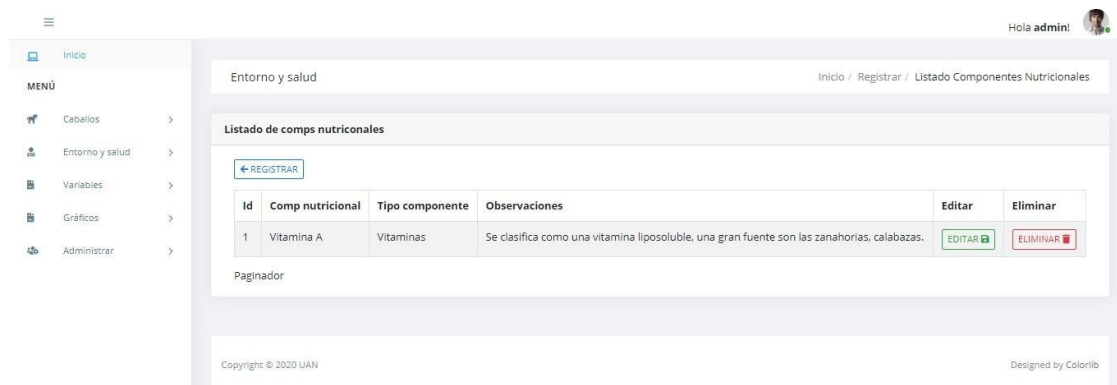 Hola admin!
Inicio
MENÚ
Caballos
Entorno y salud
Variables
Gráficos
Administrar
Entorno y salud
Inicio / Registrar / Listado Componentes Nutricionales
Listado de comps nutriconales
REGISTRAR
Id Comp nutricional Tipo componente Observaciones Editar Eliminar
1 Vitamina A Vitaminas Se clasifica como una vitamina liposoluble, una gran fuente son las zanahorias, calabazas. EDITAR ELIMINAR
Paginador
Copyright © 2020 UAN Designed by Colorlib